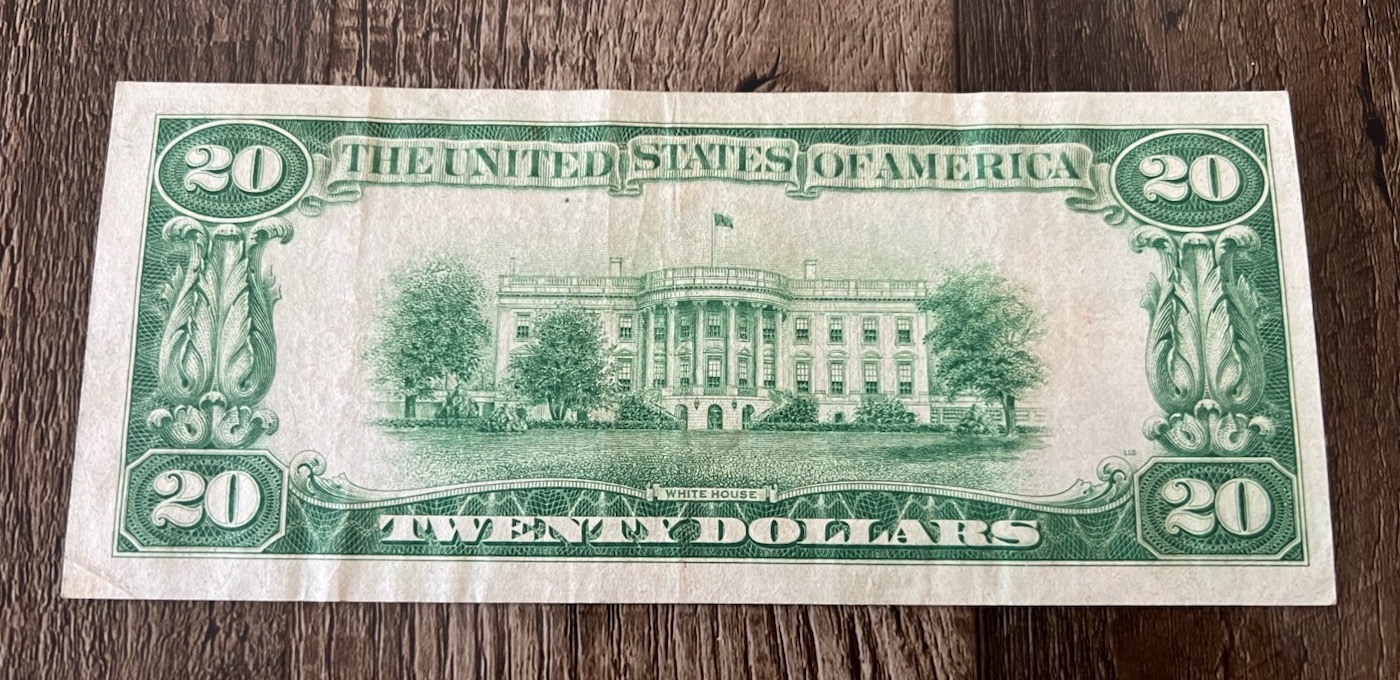 20 THE UNITED STATES OF AMERICA 20
WHITE HOUSE
20 TWENTY DOLLARS 20